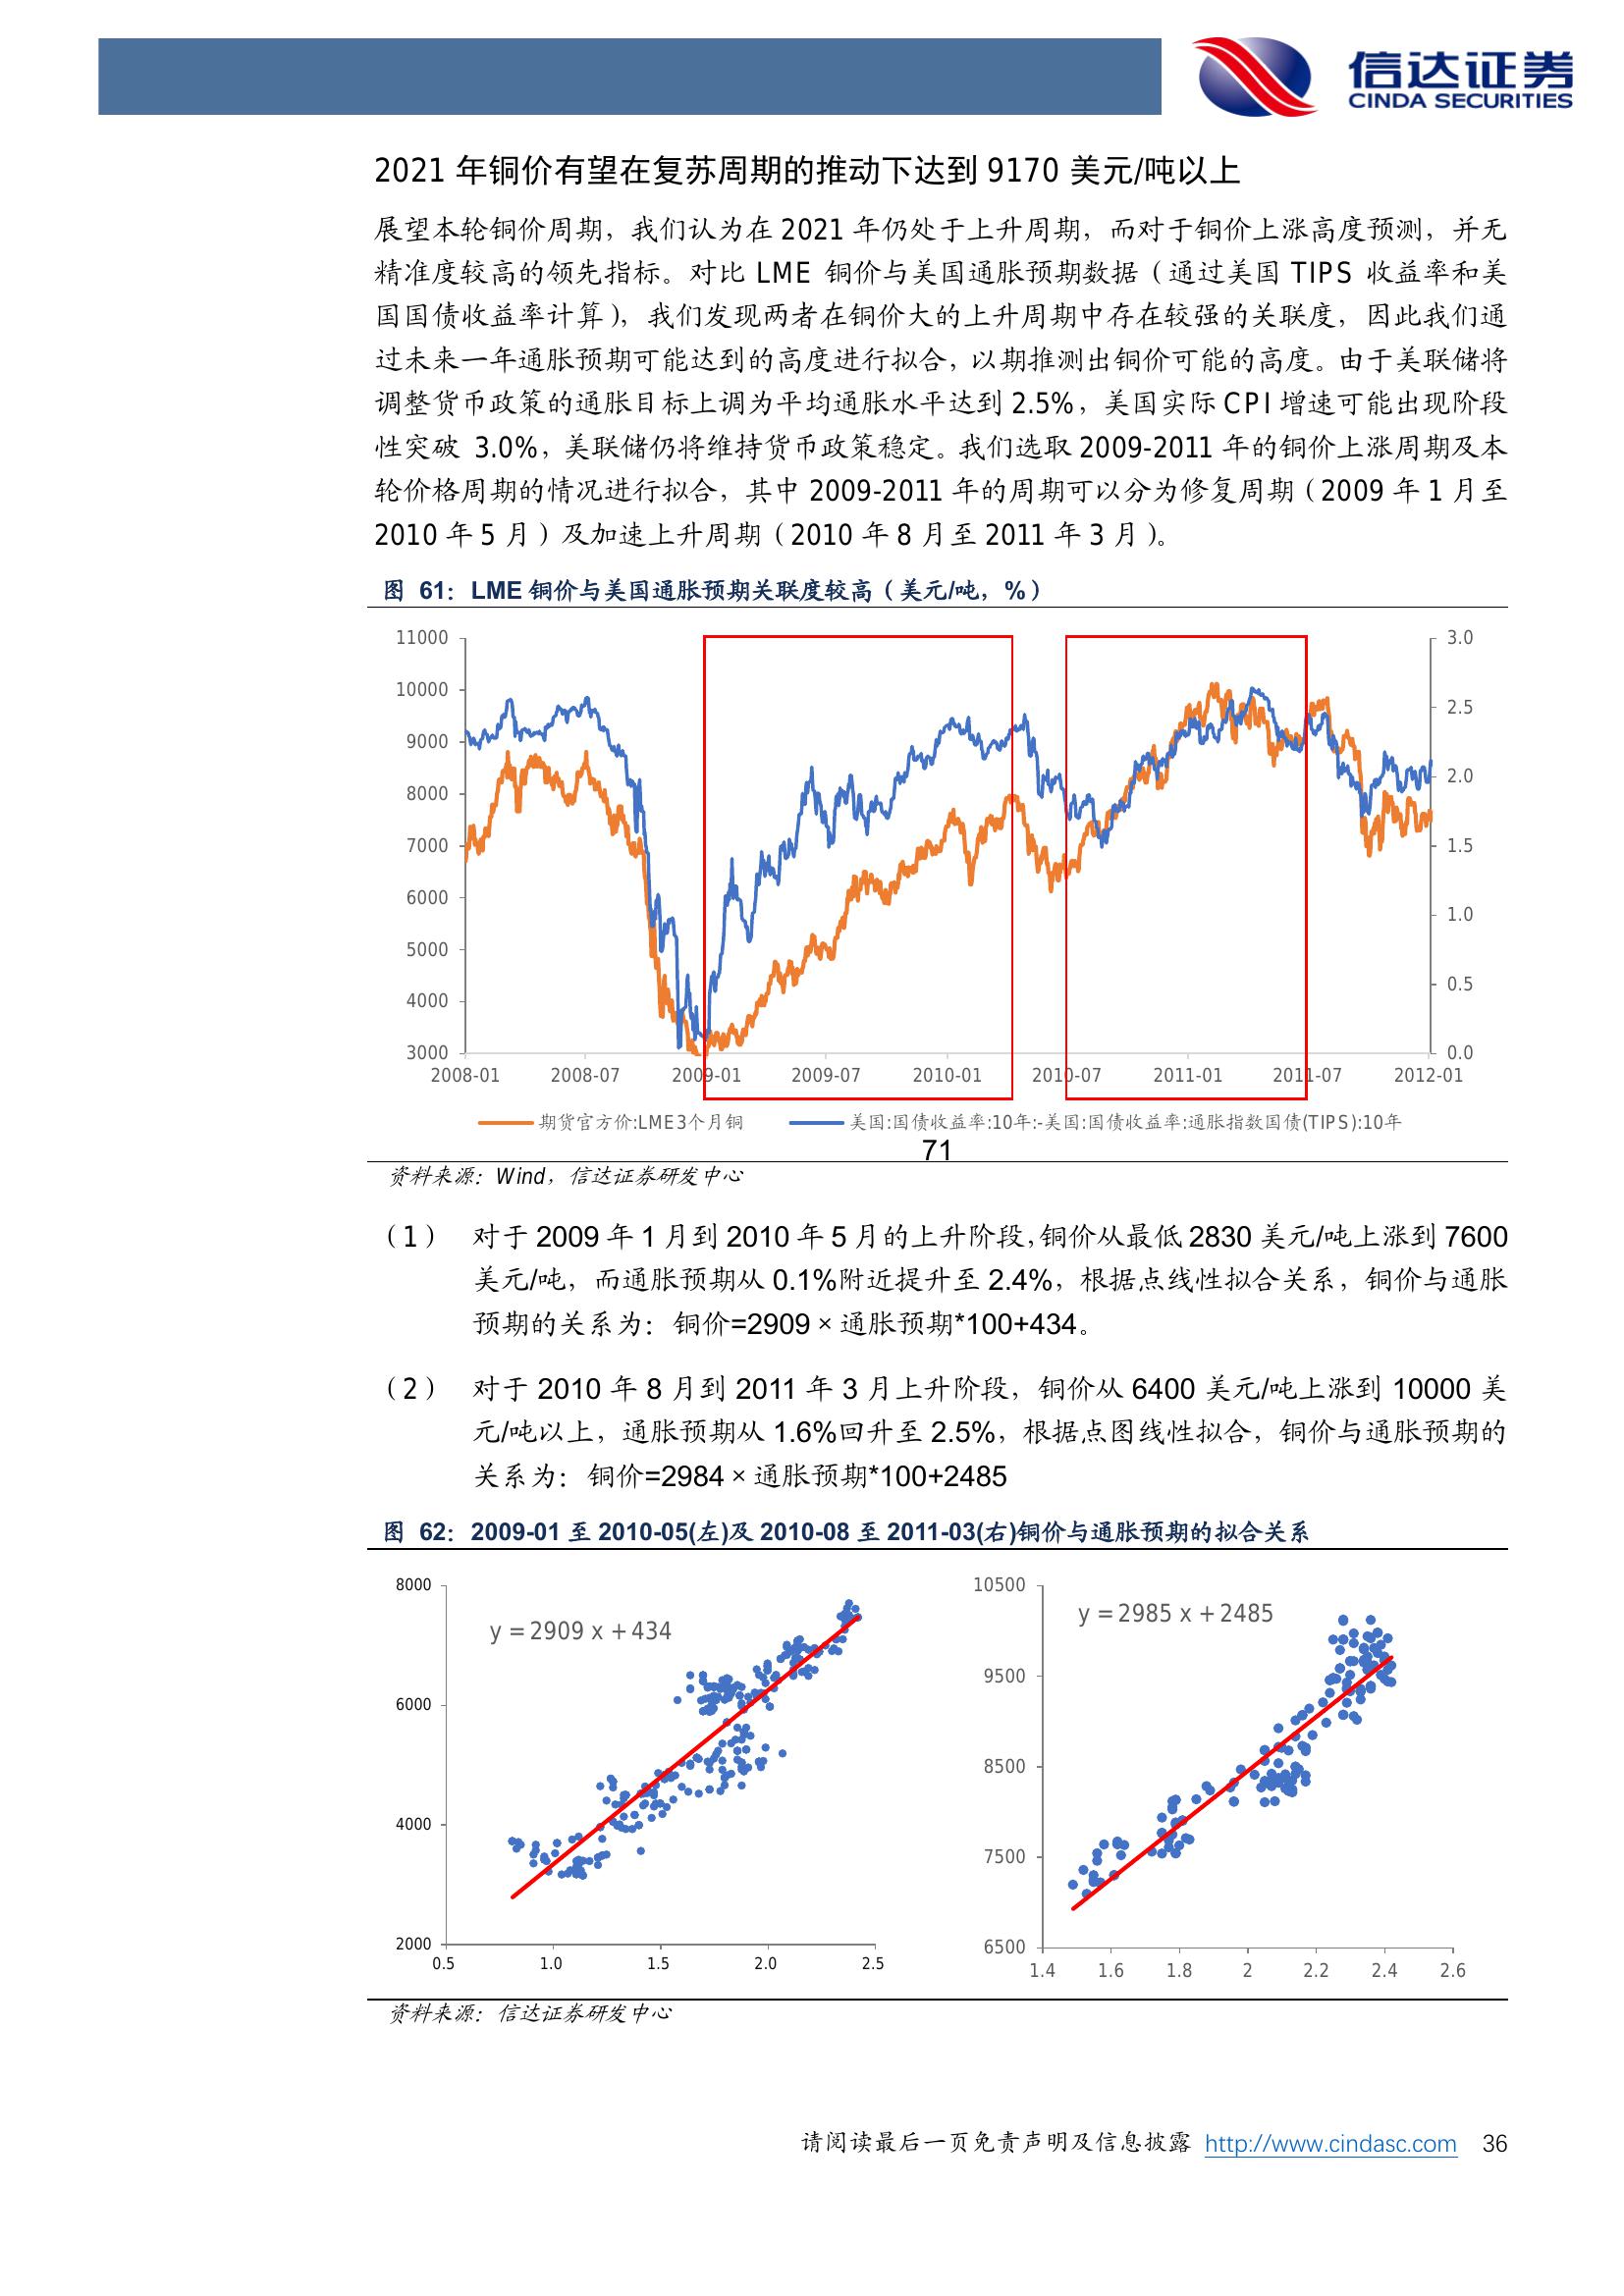 信达证券
CINDA SECURITIES
2021 年铜价有望在复苏周期的推动下达到 9170 美元/吨以上
展望本轮铜价周期，我们认为在 2021 年仍处于上升周期，而对于铜价上涨高度预测，并无
精准度较高的领先指标。对比 LME 铜价与美国通胀预期数据（通过美国 TIPS 收益率和美
国国债收益率计算），我们发现两者在铜价大的上升周期中存在较强的关联度，因此我们通
过未来一年通胀预期可能达到的高度进行拟合，以期推测出铜价可能的高度。由于美联储将
调整货币政策的通胀目标上调为平均通胀水平达到 2.5%，美国实际 CPI 增速可能出现阶段
性突破 3.0%，美联储仍将维持货币政策稳定。我们选取 2009-2011 年的铜价上涨周期及本
轮价格周期的情况进行拟合，其中 2009-2011 年的周期可以分为修复周期（2009 年 1 月至
2010 年 5 月）及加速上升周期（2010 年 8 月至 2011 年 3 月）。
图 61：LME 铜价与美国通胀预期关联度较高（美元/吨，%）
11000
10000
9000
8000
7000
6000
5000
4000
3000
3.0
2.5
2.0
1.5
1.0
0.5
0.0
2008-01 2008-07 2009-01 2009-07 2010-01 2010-07 2011-01 2011-07 2012-01
期货官方价:LME3个月铜 美国:国债收益率:10年:-美国:国债收益率:通胀指数国债(TIPS):10年
71
资料来源：Wind，信达证券研发中心
（1） 对于 2009 年 1 月到 2010 年 5 月的上升阶段，铜价从最低 2830 美元/吨上涨到 7600
美元/吨，而通胀预期从 0.1%附近提升至 2.4%，根据点线性拟合关系，铜价与通胀
预期的关系为：铜价=2909×通胀预期*100+434。
（2） 对于 2010 年 8 月到 2011 年 3 月上升阶段，铜价从 6400 美元/吨上涨到 10000 美
元/吨以上，通胀预期从 1.6%回升至 2.5%，根据点图线性拟合，铜价与通胀预期的
关系为：铜价=2984×通胀预期*100+2485
图 62：2009-01 至 2010-05(左)及 2010-08 至 2011-03(右)铜价与通胀预期的拟合关系
8000
6000
4000
2000
0.5 1.0 1.5 2.0 2.5
y = 2909 x + 434
10500
9500
8500
7500
6500
1.4 1.6 1.8 2 2.2 2.4 2.6
y = 2985 x + 2485
资料来源：信达证券研发中心
请阅读最后一页免责声明及信息披露 http://www.cindasc.com 36